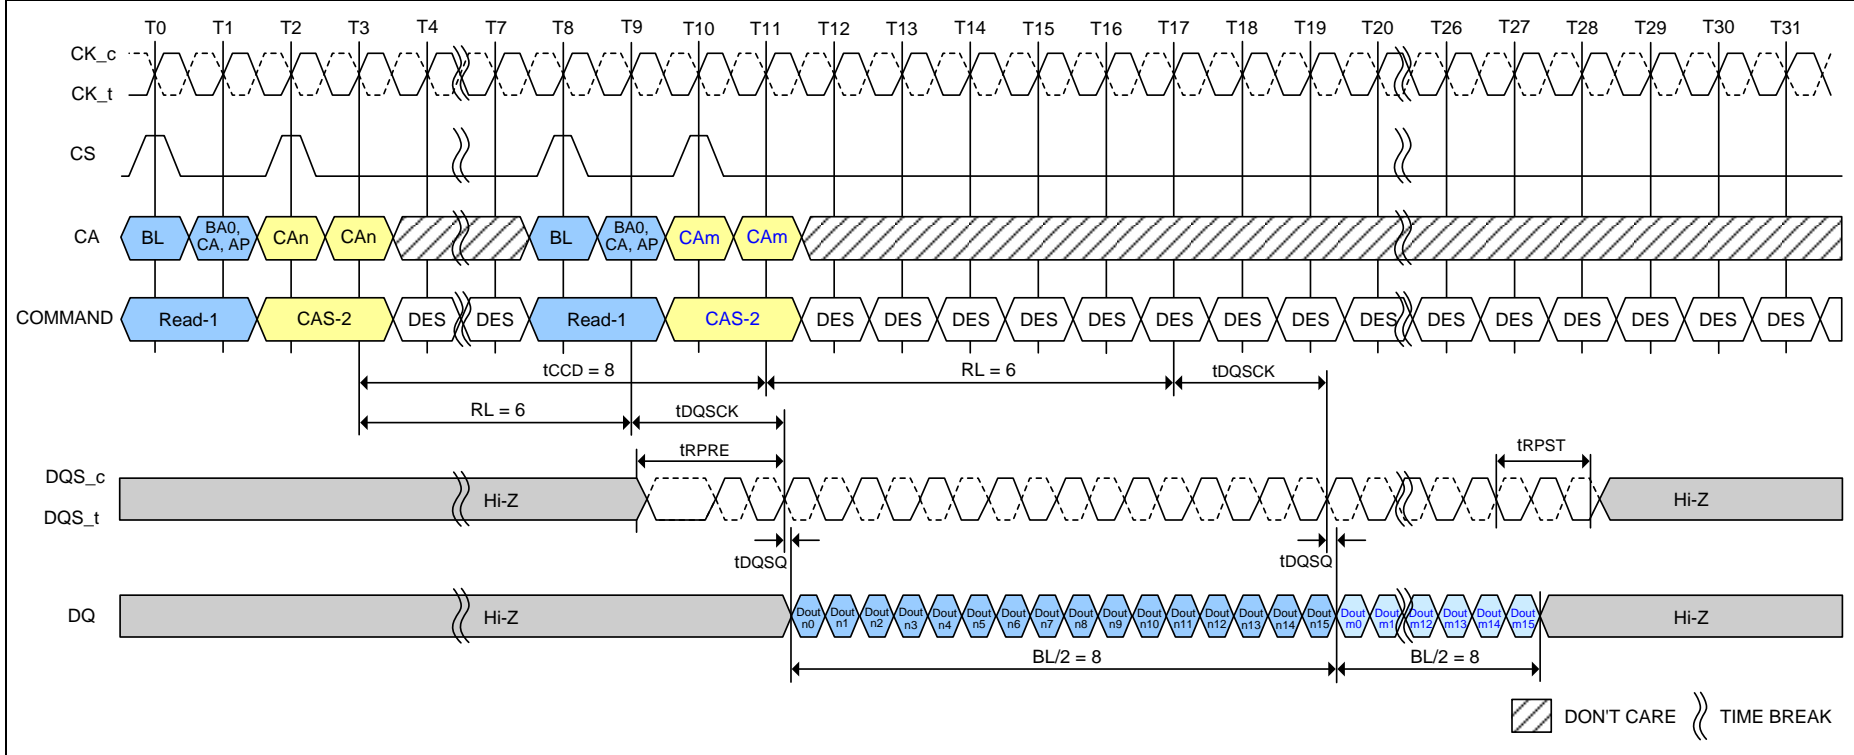 T0 T1 T2 T3 T4 T7 T8 T9 T10 T11 T12 T13 T14 T15 T16 T17 T18 T19 T20 T26 T27 T28 T29 T30 T31
CK_c
CK_t
CS
CA BL BA0, CA, AP CAn CAn BL BA0, CA, AP CAm CAm
COMMAND Read-1 CAS-2 DES DES Read-1 CAS-2 DES DES DES DES DES DES DES DES DES DES DES DES DES DES DES
tCCD = 8 RL = 6 tDQSCK
RL = 6 tDQSCK
tRPRE tRPST
DQS_c
Hi-Z Hi-Z
DQS_t
tDQSQ tDQSQ
DQ Hi-Z Dout n0 Dout n1 Dout n2 Dout n3 Dout n4 Dout n5 Dout n6 Dout n7 Dout n8 Dout n9 Dout n10 Dout n11 Dout n12 Dout n13 Dout n14 Dout n15 Dout m0 Dout m1 Dout m12 Dout m13 Dout m14 Dout m15 Hi-Z
BL/2 = 8 BL/2 = 8
DON'T CARE TIME BREAK